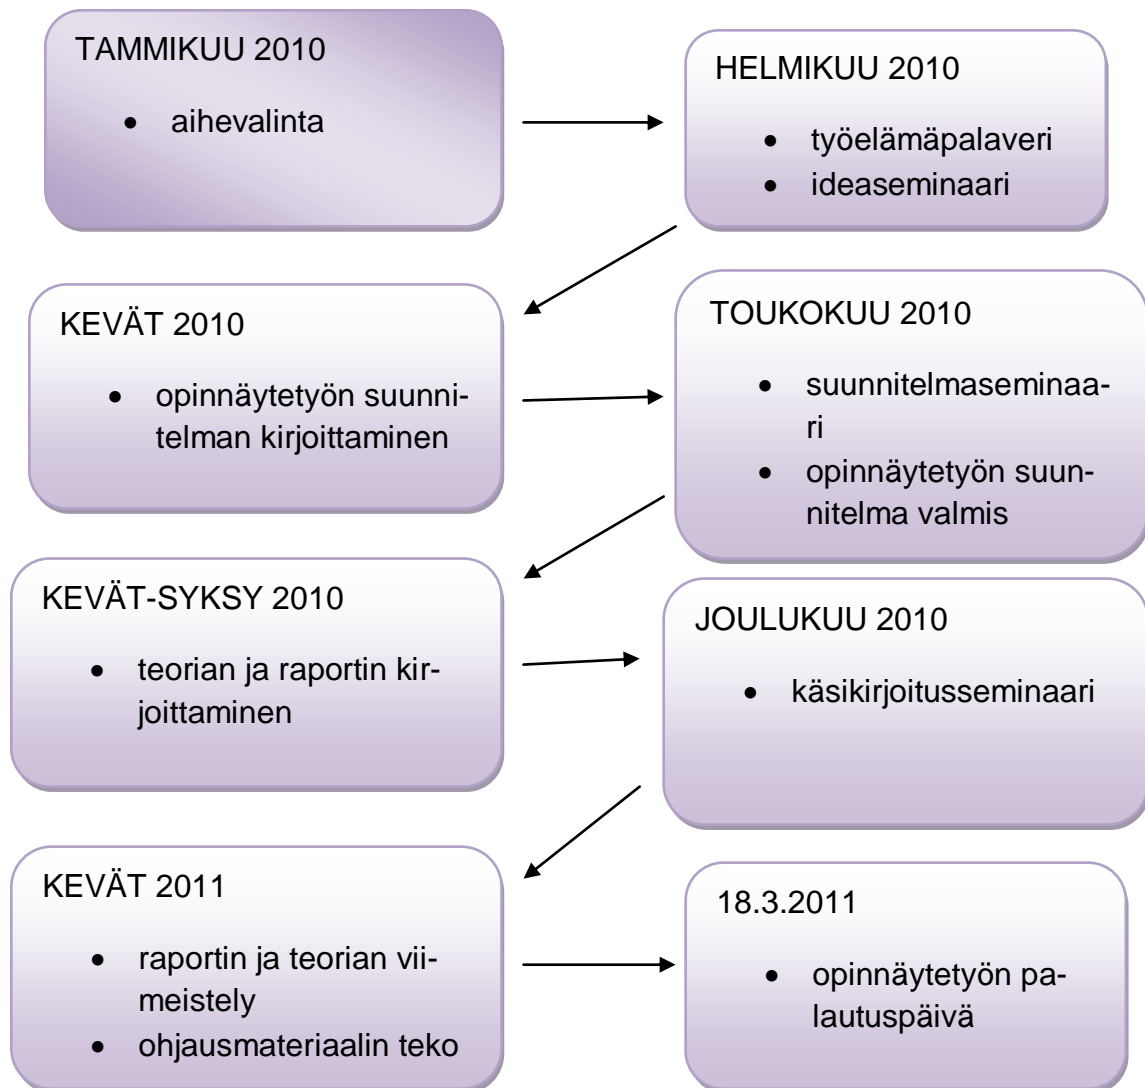 TAMMIKUU 2010
• aihevalinta
HELMIKUU 2010
• työelämäpalaveri
• ideaseminaari
KEVÄT 2010
• opinnäytetyön suunni-
telman kirjoittaminen
TOUKOKUU 2010
• suunnitelmaseminaa-
ri
• opinnäytetyön suun-
nitelma valmis
KEVÄT-SYKSY 2010
• teorian ja raportin kir-
joittaminen
JOULUKUU 2010
• käsikirjoitusseminaari
KEVÄT 2011
• raportin ja teorian vii-
meistely
• ohjausmateriaalin teko
18.3.2011
• opinnäytetyön pa-
lautuspäivä